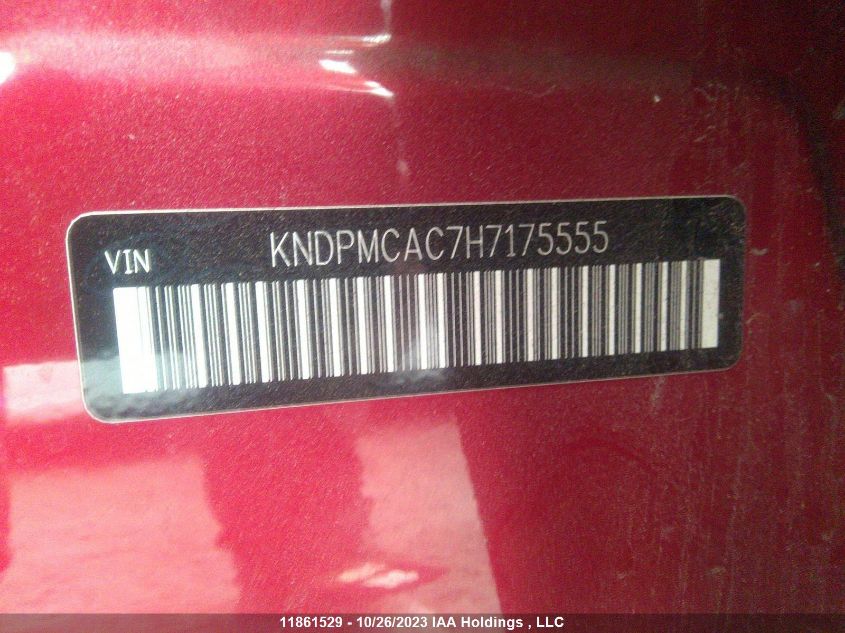 VIN KNDPMCAC7H7175555
11861529 - 10/26/2023 IAA Holdings , LLC